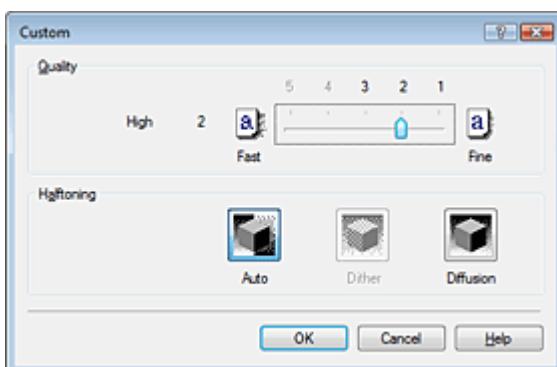 Custom
Quality
5 4 3 2 1
High 2 a a
Fast Fine
Halftoning
Auto Dither Diffusion
OK Cancel Help